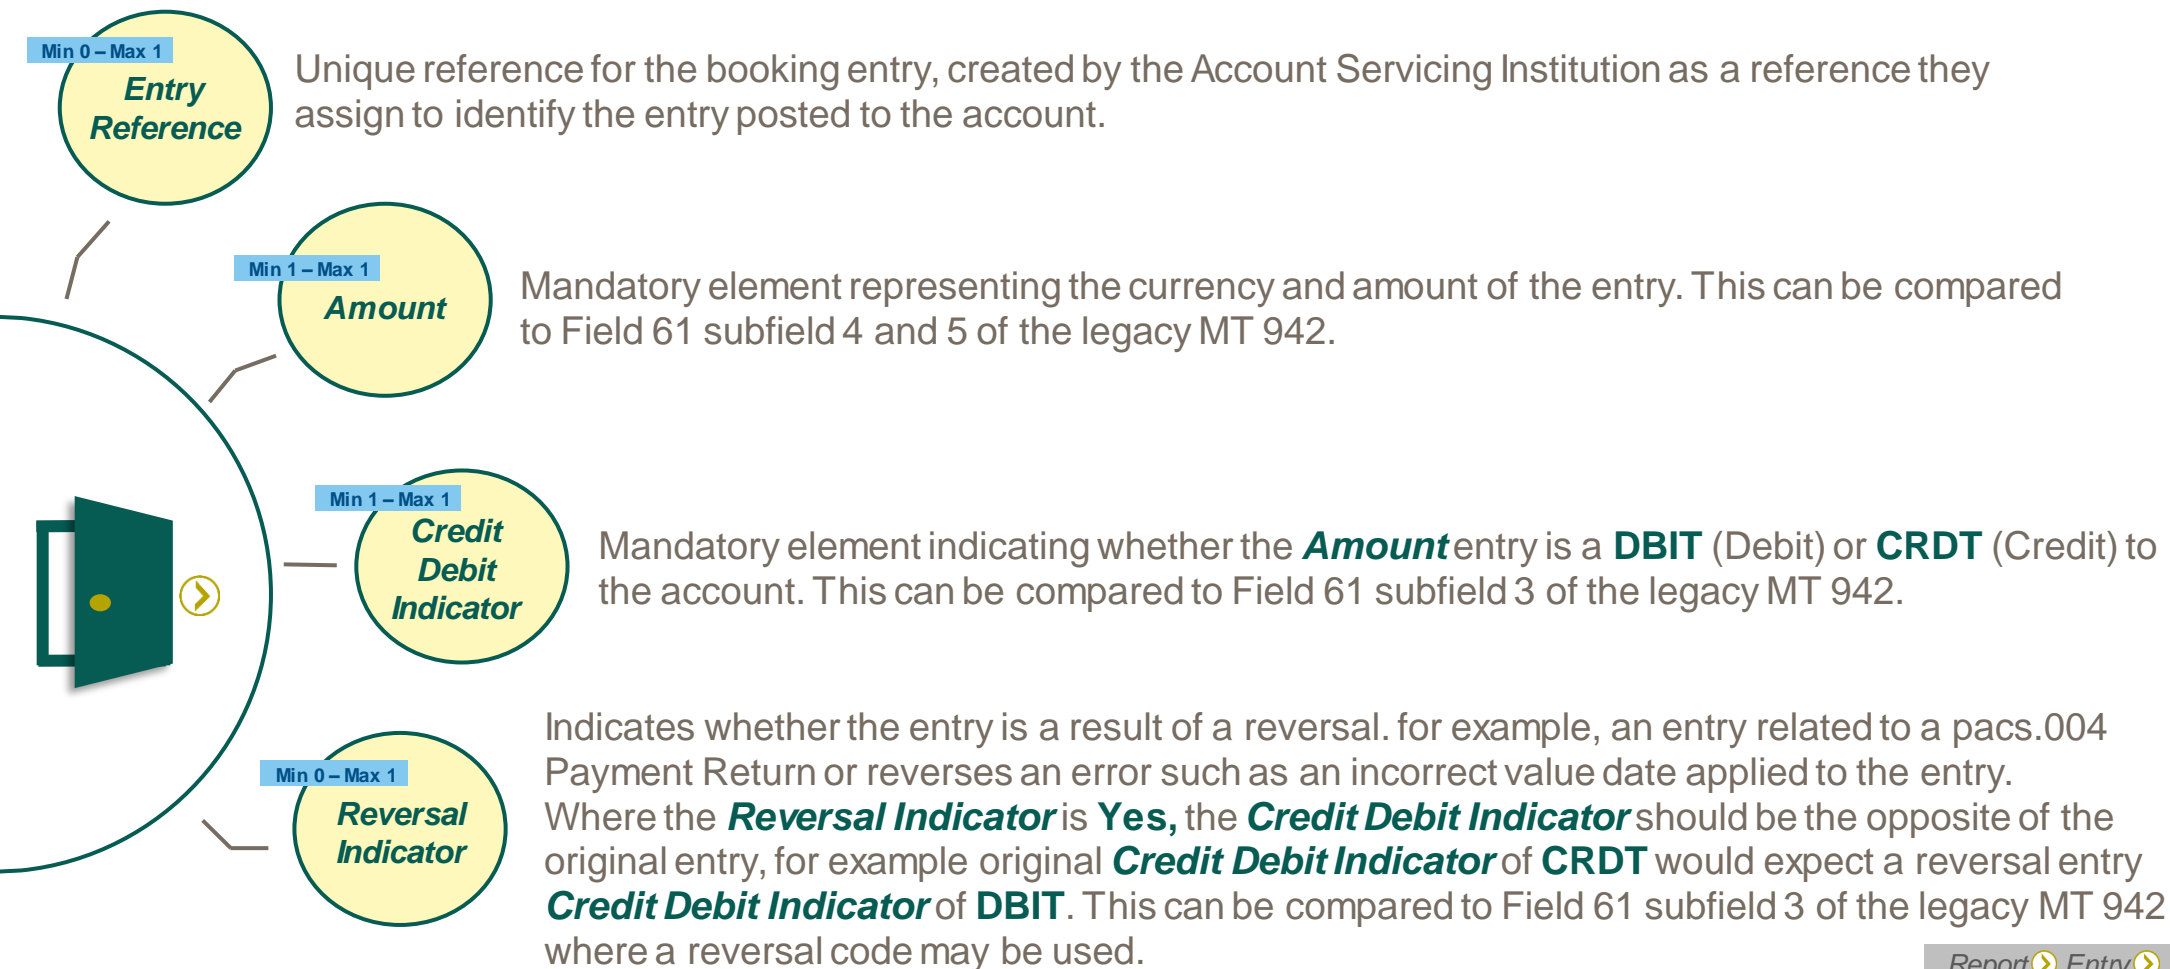 Min 0 – Max 1
Entry
Reference
Unique reference for the booking entry, created by the Account Servicing Institution as a reference they
assign to identify the entry posted to the account.
Min 1 – Max 1
Amount
Mandatory element representing the currency and amount of the entry. This can be compared
to Field 61 subfield 4 and 5 of the legacy MT 942.
Min 1 – Max 1
Credit
Debit
Indicator
Mandatory element indicating whether the Amount entry is a DBIT (Debit) or CRDT (Credit) to
the account. This can be compared to Field 61 subfield 3 of the legacy MT 942.
Min 0 – Max 1
Reversal
Indicator
Indicates whether the entry is a result of a reversal. for example, an entry related to a pacs.004
Payment Return or reverses an error such as an incorrect value date applied to the entry.
Where the Reversal Indicator is Yes, the Credit Debit Indicator should be the opposite of the
original entry, for example original Credit Debit Indicator of CRDT would expect a reversal entry
Credit Debit Indicator of DBIT. This can be compared to Field 61 subfield 3 of the legacy MT 942
where a reversal code may be used.
Report Entry